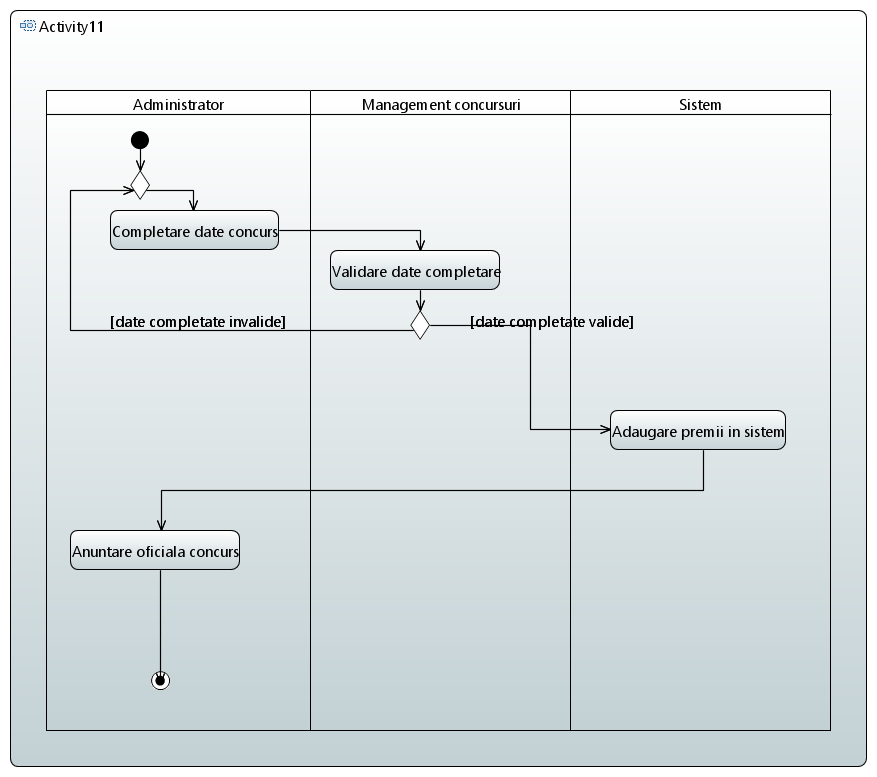 Activity11
Administrator
Management concursuri
Sistem
Completare date concurs
Validare date completare
[date completate invalide]
[date completate valide]
Adaugare premii in sistem
Anuntare oficiala concurs